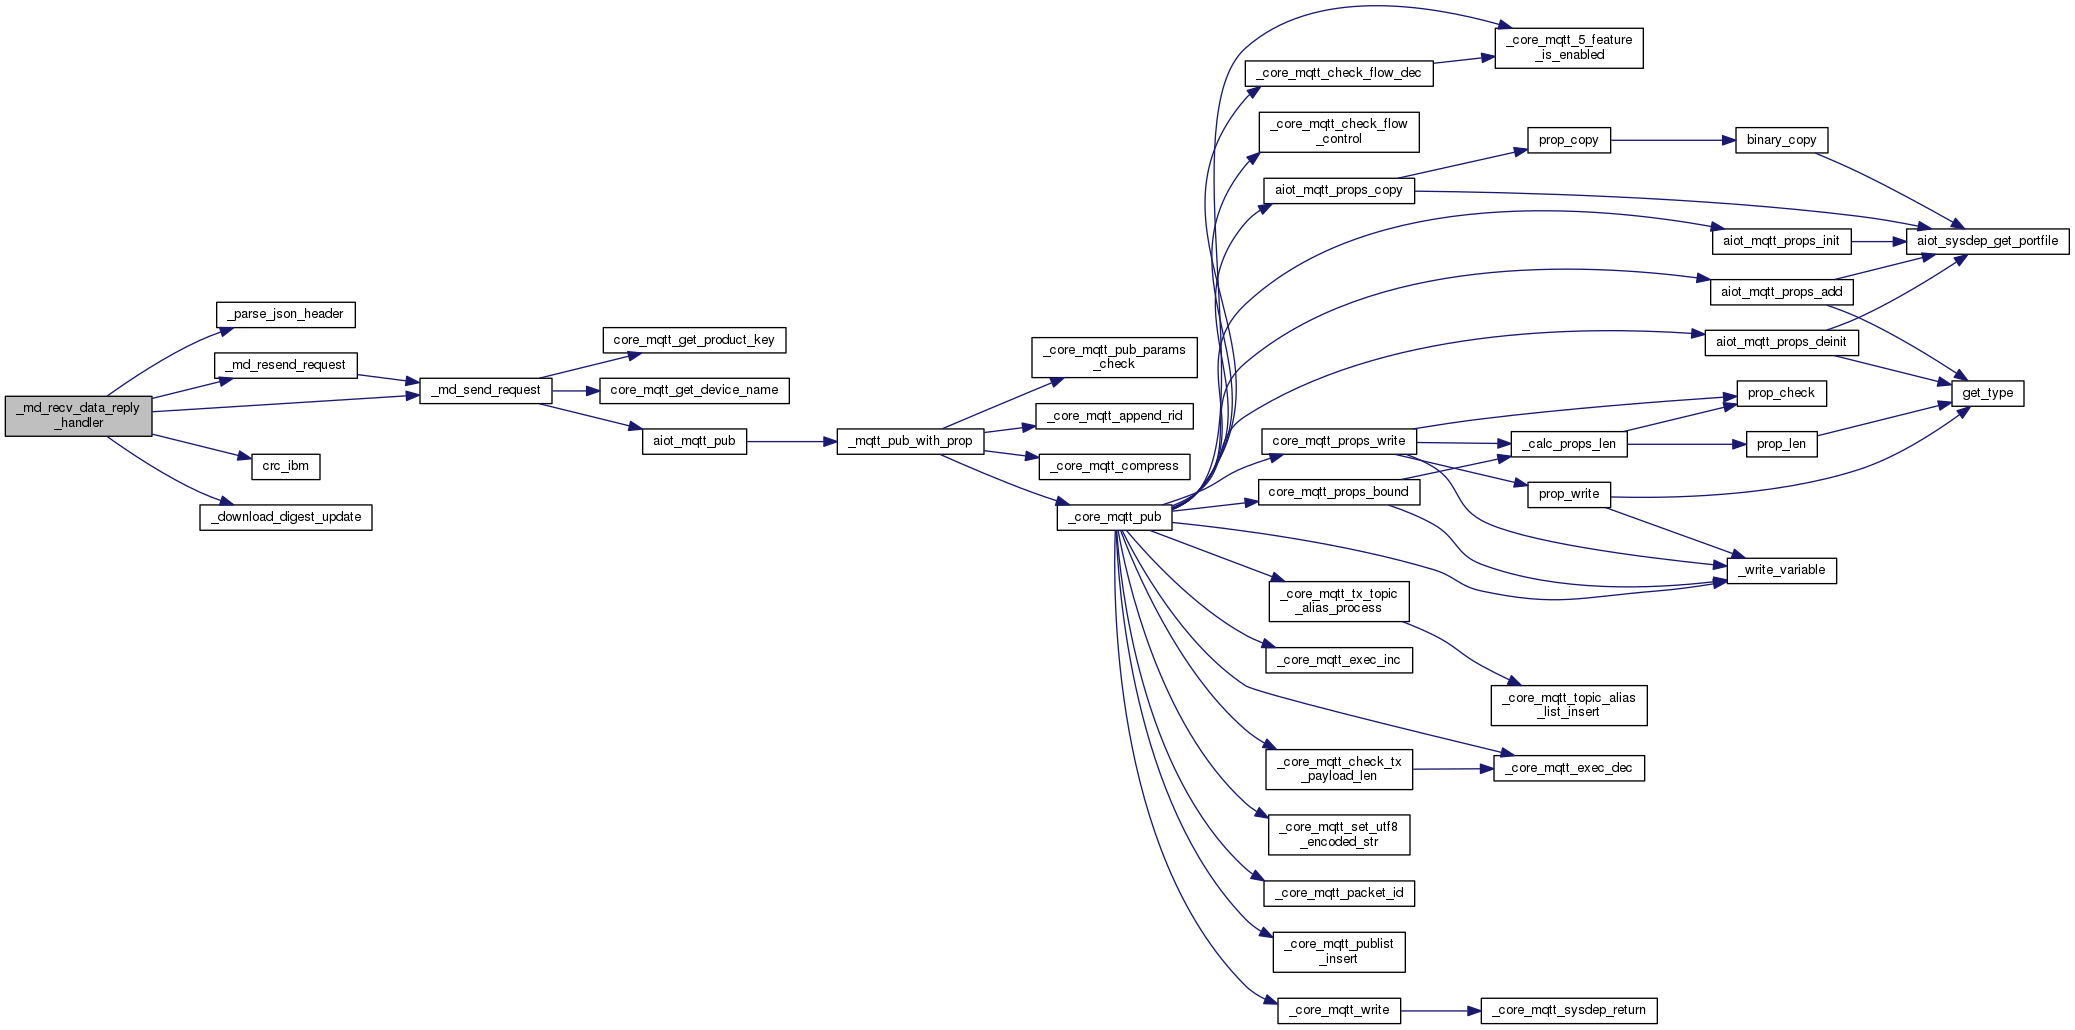 _md_recv_data_reply
_handler
_parse_json_header
_md_resend_request
crc_ibm
_download_digest_update
_md_send_request
core_mqtt_get_product_key
core_mqtt_get_device_name
aiot_mqtt_pub
_mqtt_pub_with_prop
_core_mqtt_pub_params
_check
_core_mqtt_append_rid
_core_mqtt_compress
_core_mqtt_pub
_core_mqtt_check_flow_dec
_core_mqtt_check_flow
_control
aiot_mqtt_props_copy
core_mqtt_props_write
core_mqtt_props_bound
_core_mqtt_tx_topic
_alias_process
_core_mqtt_exec_inc
_core_mqtt_check_tx
_payload_len
_core_mqtt_set_utf8
_encoded_str
_core_mqtt_packet_id
_core_mqtt_publist
_insert
_core_mqtt_write
_core_mqtt_5_feature
_is_enabled
prop_copy
_calc_props_len
prop_write
_core_mqtt_topic_alias
_list_insert
_core_mqtt_exec_dec
_core_mqtt_sysdep_return
binary_copy
aiot_mqtt_props_init
aiot_mqtt_props_add
aiot_mqtt_props_deinit
prop_check
prop_len
_write_variable
aiot_sysdep_get_portfile
get_type